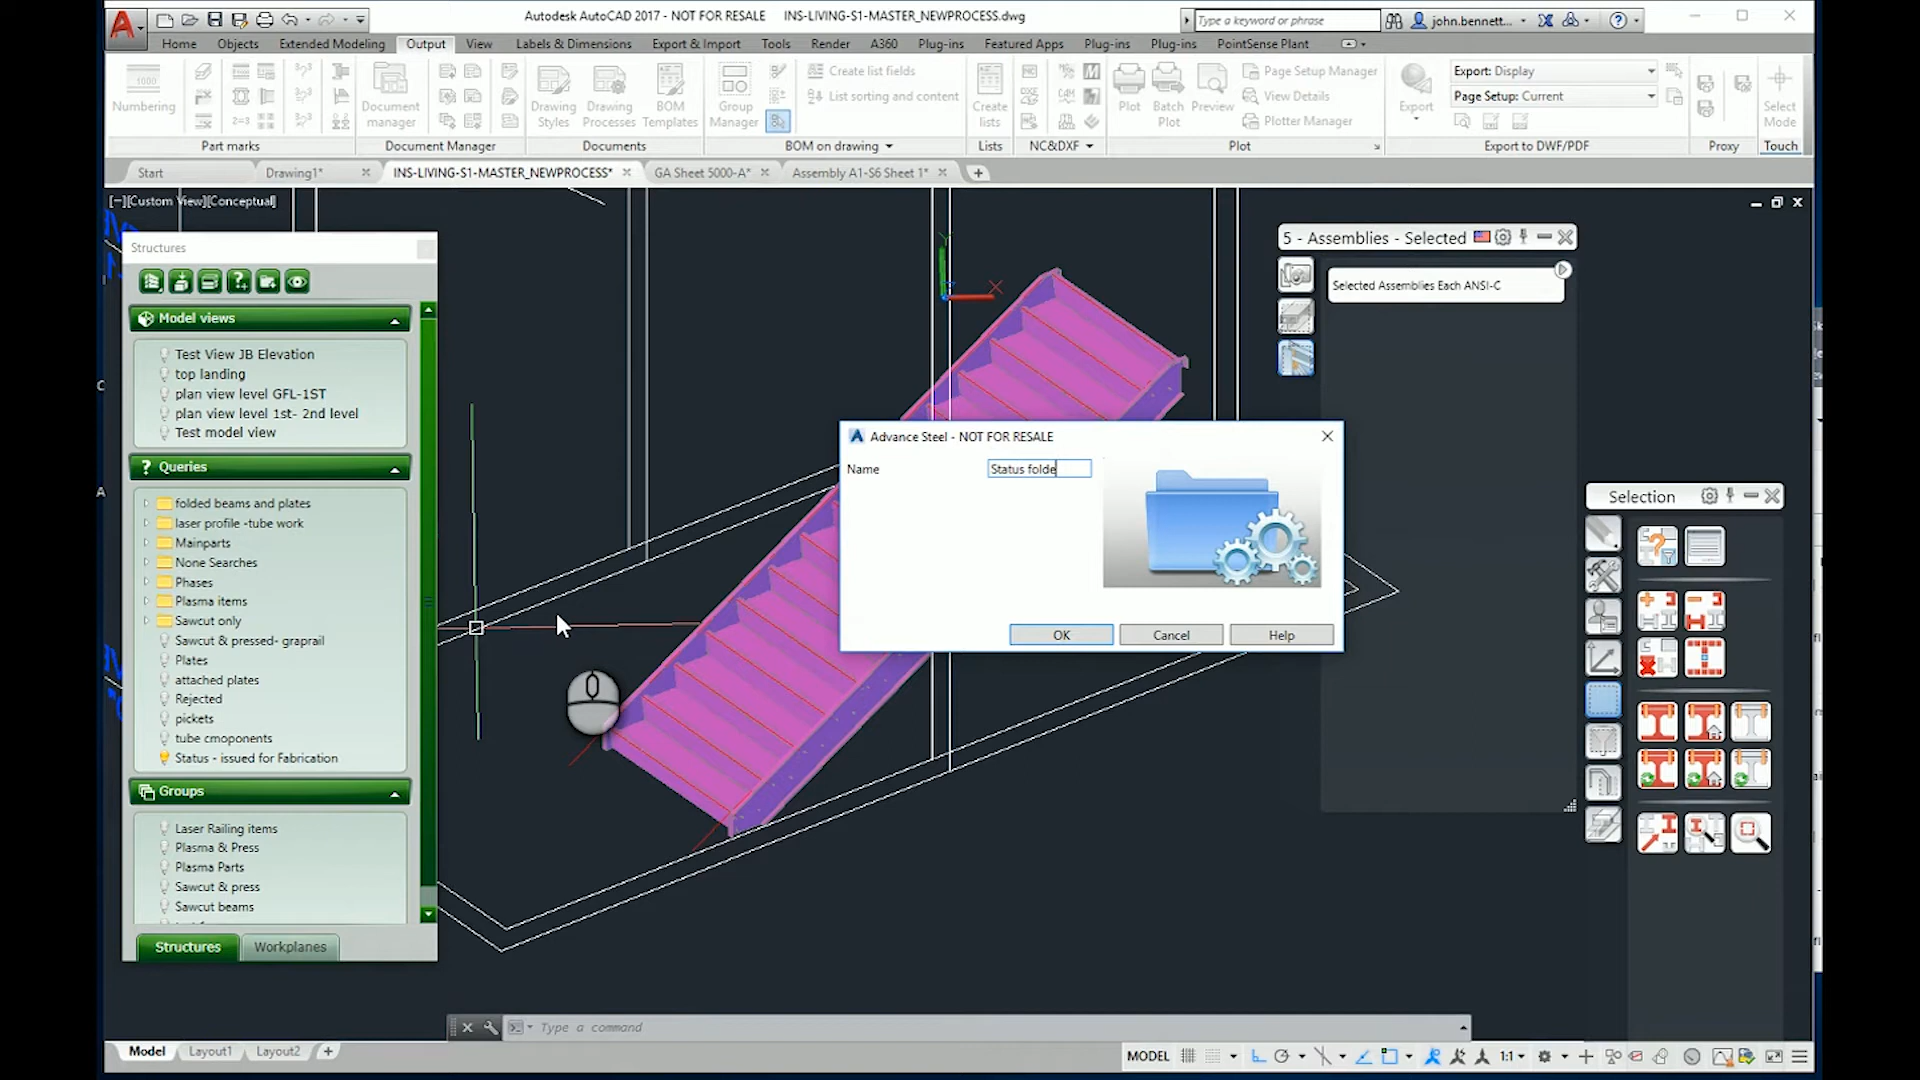 Autodesk AutoCAD 2017 - NOT FOR RESALE INS-LIVING-S1-MASTER_NEWPROCESS.dwg
Type a keyword or phrase
john.bennett...
Home Objects Extended Modeling Output View Labels & Dimensions Export & Import Tools Render A360 Plug-ins Featured Apps Plug-ins Plug-ins PointSense Plant
Numbering
Document manager
Drawing Styles
Drawing Processes
BOM Templates
Group Manager
Create list fields
List sorting and content
Create lists
Plot
Batch Plot
Preview
Page Setup Manager
View Details
Plotter Manager
Export
Export: Display
Page Setup: Current
Select Mode
Part marks Document Manager Documents BOM on drawing Lists NC&DXF Plot Export to DWF/PDF Proxy Touch
Start Drawing1* INS-LIVING-S1-MASTER_NEWPROCESS* GA Sheet 5000-A* Assembly A1-S6 Sheet 1*
[−][Custom View][Conceptual]
Structures
Model views
Test View JB Elevation
top landing
plan view level GFL-1ST
plan view level 1st- 2nd level
Test model view
Queries
folded beams and plates
laser profile -tube work
Mainparts
None Searches
Phases
Plasma items
Sawcut only
Sawcut & pressed- graprail
Plates
attached plates
Rejected
pickets
tube cmoponents
Status - issued for Fabrication
Groups
Laser Railing items
Plasma & Press
Plasma Parts
Sawcut & press
Sawcut beams
Structures Workplanes
5 - Assemblies - Selected
Selected Assemblies Each ANSI-C
Advance Steel - NOT FOR RESALE
Name Status folde
OK Cancel Help
Selection
X
Y
Type a command
Model Layout1 Layout2
MODEL 1:1